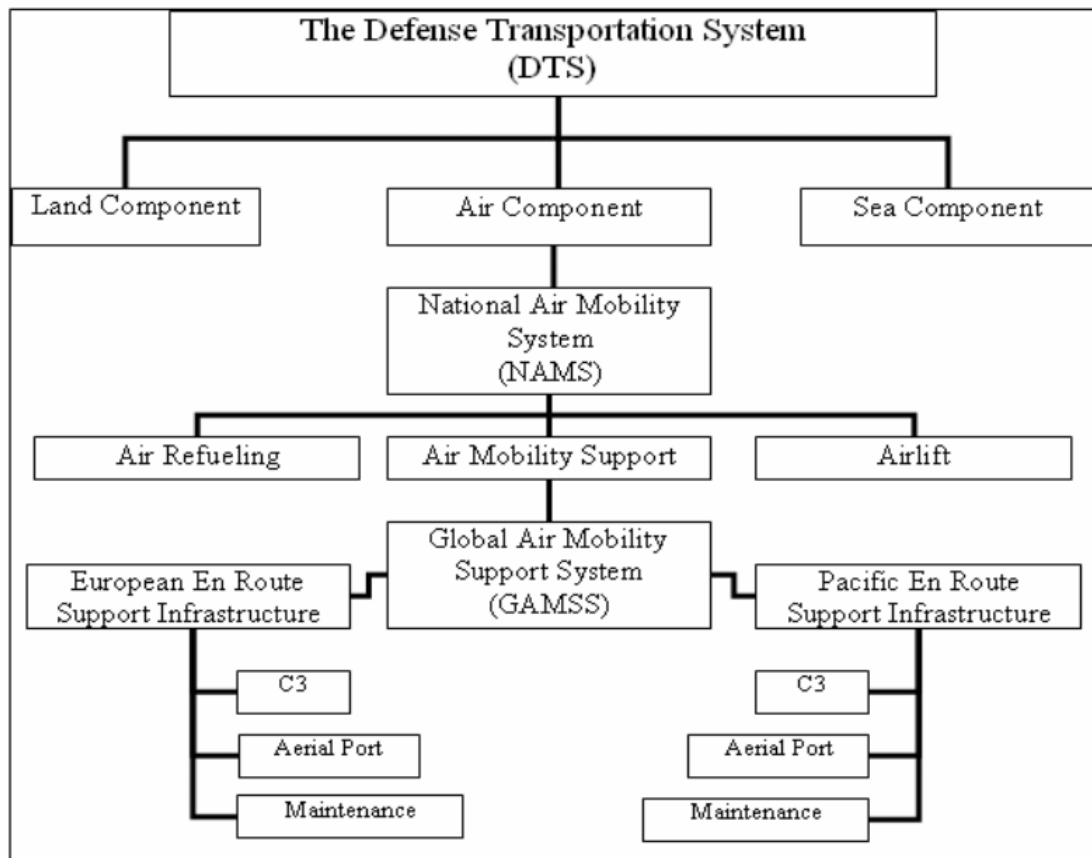 The Defense Transportation System
(DTS)
Land Component
Air Component
Sea Component
National Air Mobility
System
(NAMS)
Air Refueling
Air Mobility Support
Airlift
Global Air Mobility
Support System
(GAMSS)
European En Route
Support Infrastructure
Pacific En Route
Support Infrastructure
C3
C3
Aerial Port
Aerial Port
Maintenance
Maintenance